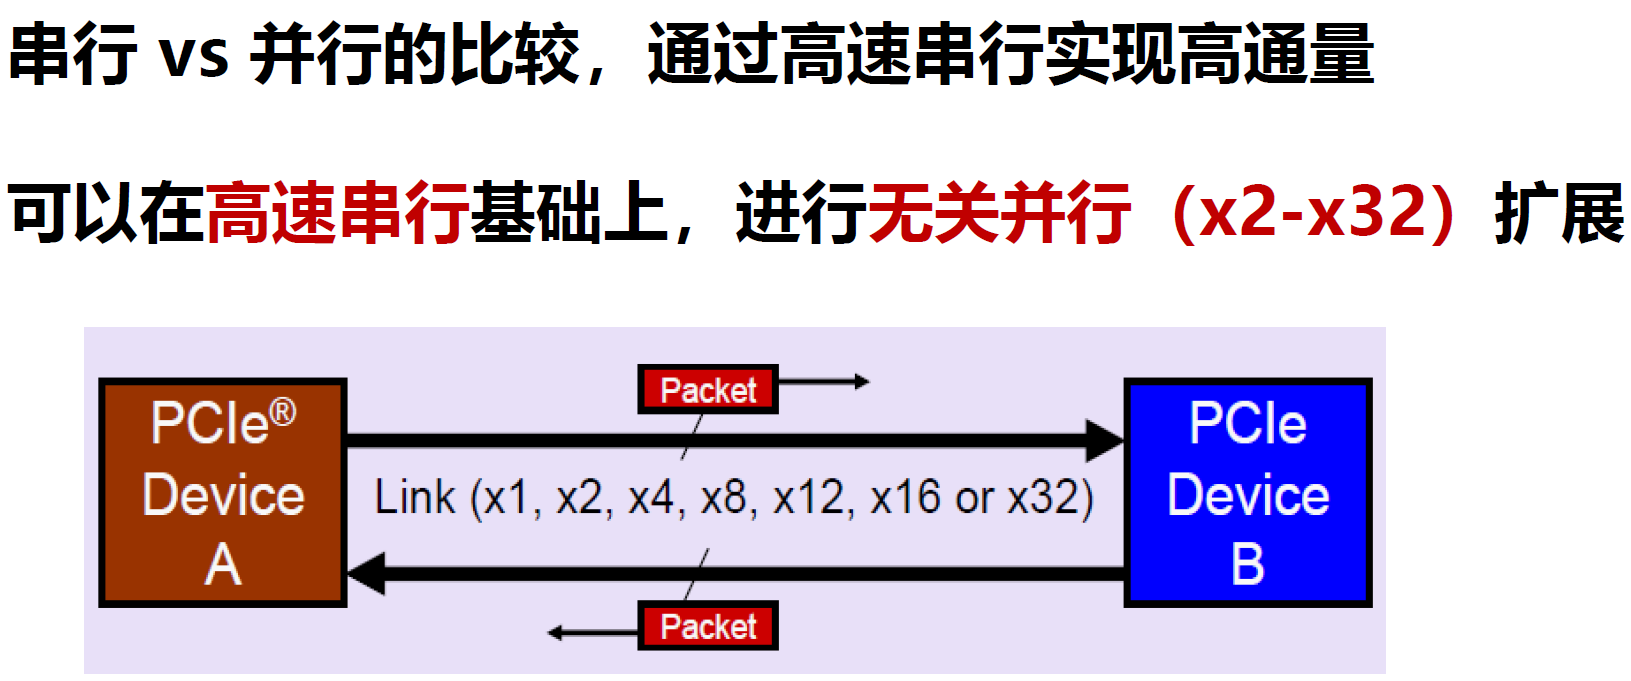 串行 vs 并行的比较，通过高速串行实现高通量
可以在高速串行基础上，进行无关并行（x2-x32）扩展
Packet
PCIe®
Device
A
Link (x1, x2, x4, x8, x12, x16 or x32)
PCIe
Device
B
Packet